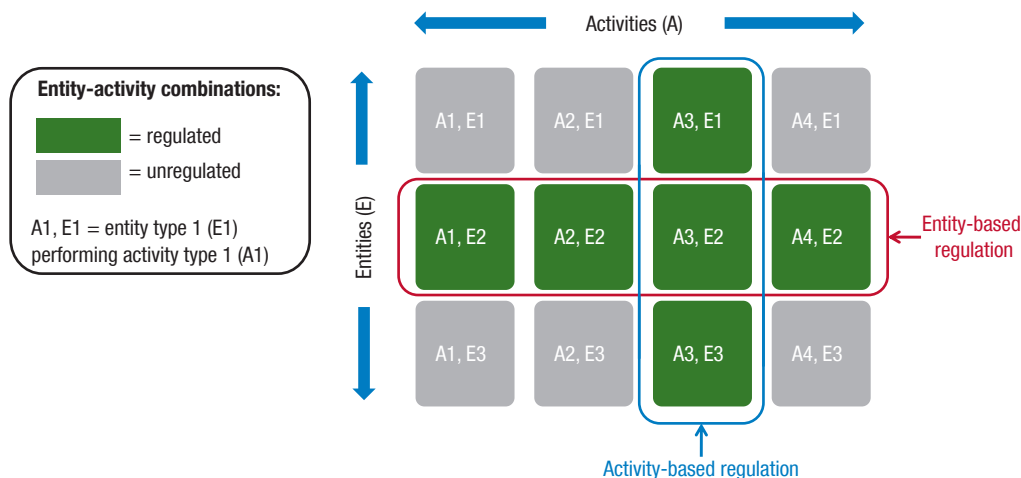 Activities (A)
Entity-activity combinations:
= regulated
= unregulated
A1, E1 = entity type 1 (E1)
performing activity type 1 (A1)
Entities (E)
A1, E1
A2, E1
A3, E1
A4, E1
A1, E2
A2, E2
A3, E2
A4, E2
Entity-based
regulation
A1, E3
A2, E3
A3, E3
A4, E3
Activity-based regulation